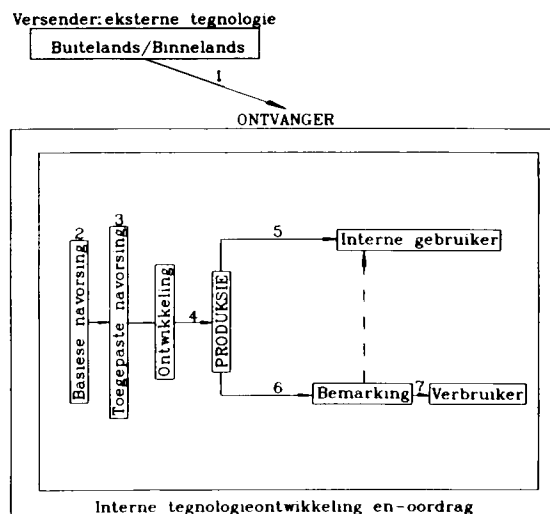 Versender: eksterne tegnologie
Buitelands/Binnelands
1
ONTVANGER
2
Basiese navorsing
3
Toegepaste navorsing
Ontwikkeling
4
PRODUKSIE
5
Interne gebruiker
6
Bemarking
7
Verbruiker
Interne tegnologieontwikkeling en-oordrag